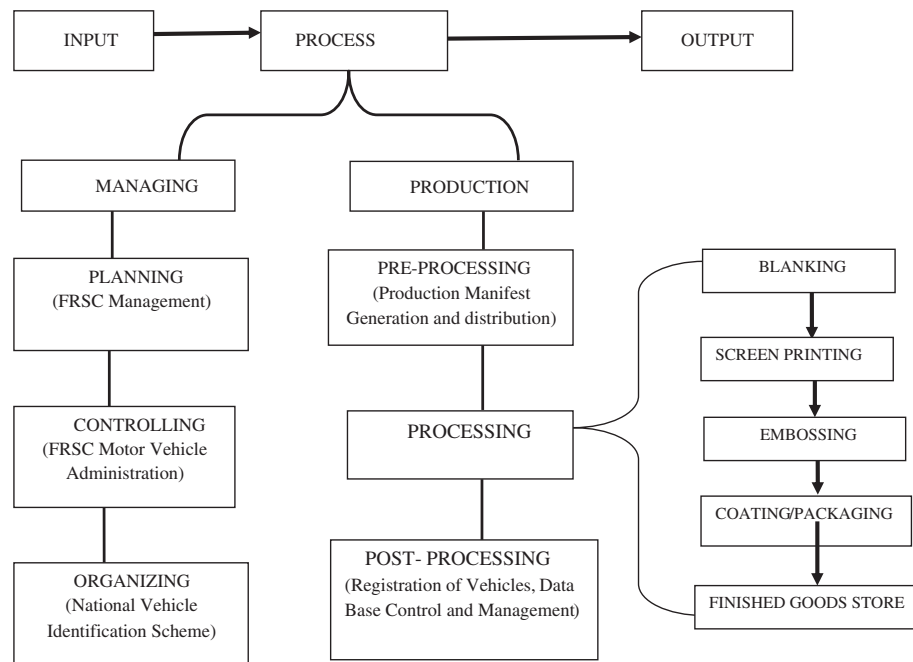 INPUT
PROCESS
OUTPUT
MANAGING
PRODUCTION
PLANNING
(FRSC Management)
PRE-PROCESSING
(Production Manifest
Generation and distribution)
BLANKING
SCREEN PRINTING
CONTROLLING
(FRSC Motor Vehicle
Administration)
PROCESSING
EMBOSSING
COATING/PACKAGING
ORGANIZING
(National Vehicle
Identification Scheme)
POST- PROCESSING
(Registration of Vehicles, Data
Base Control and Management)
FINISHED GOODS STORE